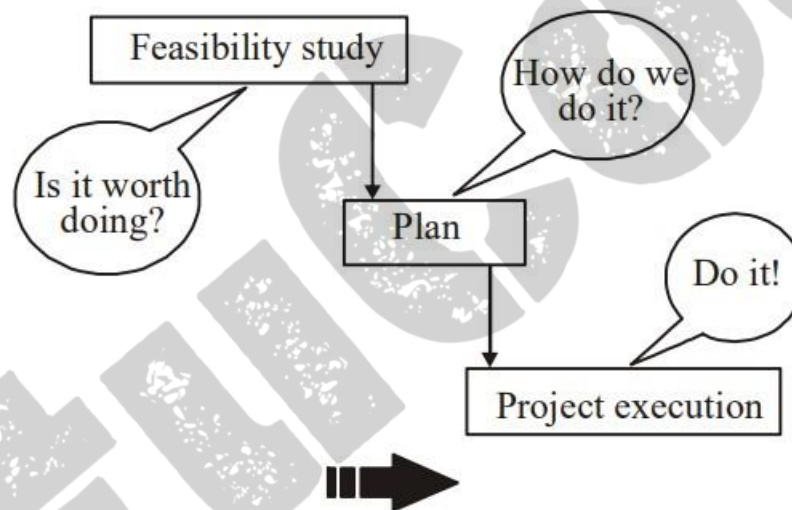 Feasibility study
Is it worth
doing?
How do we
do it?
Plan
Do it!
Project execution